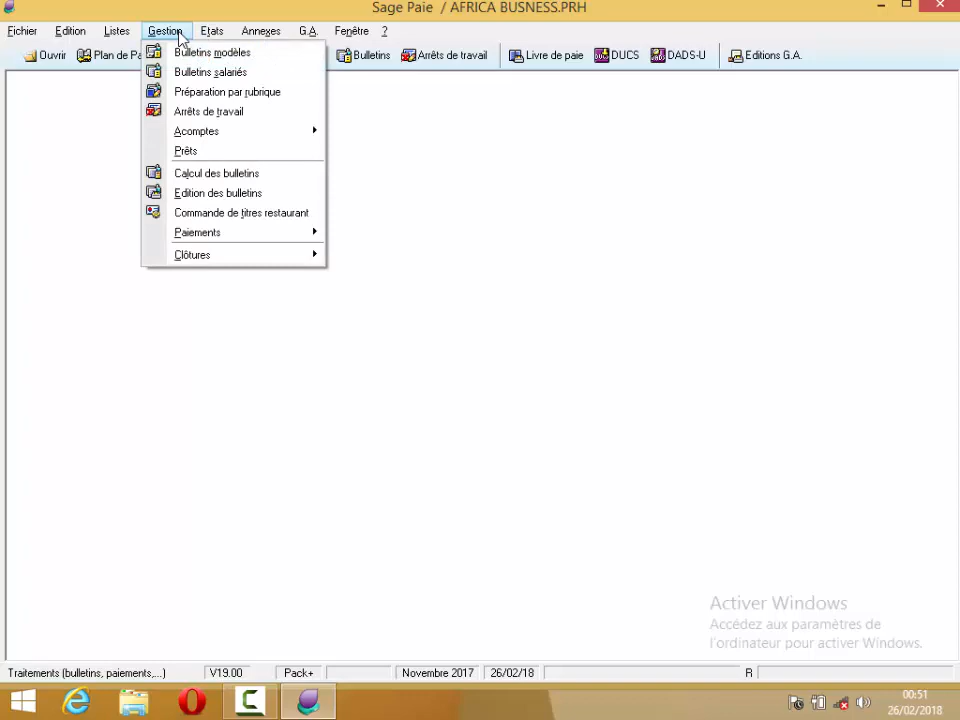 Sage Paie / AFRICA BUSNESS.PRH
Fichier Edition Listes Gestion Etats Annexes G.A. Fenêtre ?
Ouvrir Plan de Pa Bulletins Arrêts de travail Livre de paie DUCS DADS-U Editions G.A.
Bulletins modèles
Bulletins salariés
Préparation par rubrique
Arrêts de travail
Acomptes
Prêts
Calcul des bulletins
Edition des bulletins
Commande de titres restaurant
Paiements
Clôtures
Activer Windows
Accédez aux paramètres de
l'ordinateur pour activer Windows.
Traitements (bulletins, paiements,...) V19.00 Pack+ Novembre 2017 26/02/18 R
00:51
26/02/2018